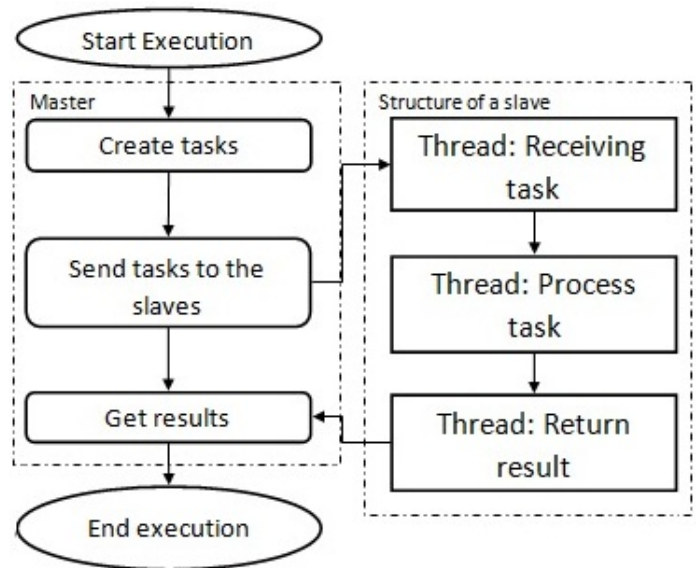 Start Execution
Master
Create tasks
Send tasks to the
slaves
Get results
End execution
Structure of a slave
Thread: Receiving
task
Thread: Process
task
Thread: Return
result